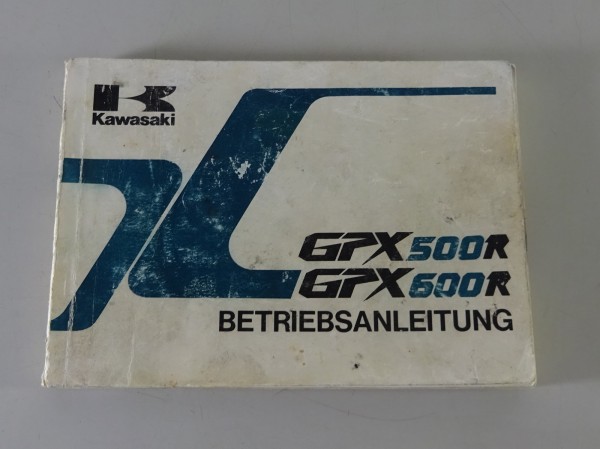 Kawasaki
GPX500R
GPX600R
BETRIEBSANLEITUNG